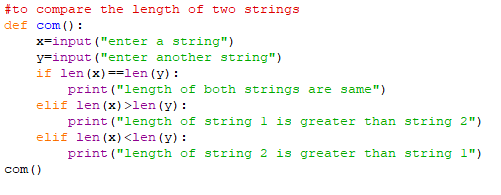 #to compare the length of two strings
def com():
    x=input("enter a string")
    y=input("enter another string")
    if len(x)==len(y):
        print("length of both strings are same")
    elif len(x)>len(y):
        print("length of string 1 is greater than string 2")
    elif len(x)<len(y):
        print("length of string 2 is greater than string 1")
com()